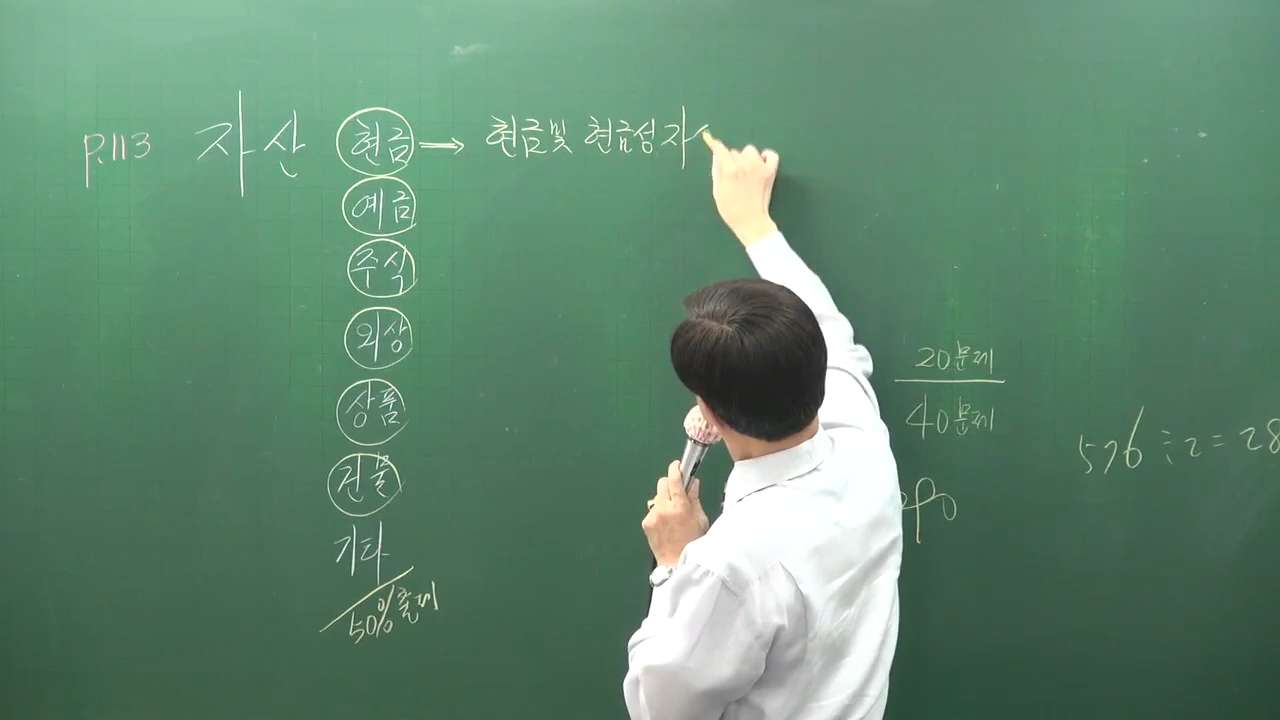 P.113 자산 현금 → 현금및 현금성 자
예금
주식
외상
상품
건물
기타
50% 출제
20문제
40문제
576÷2=28